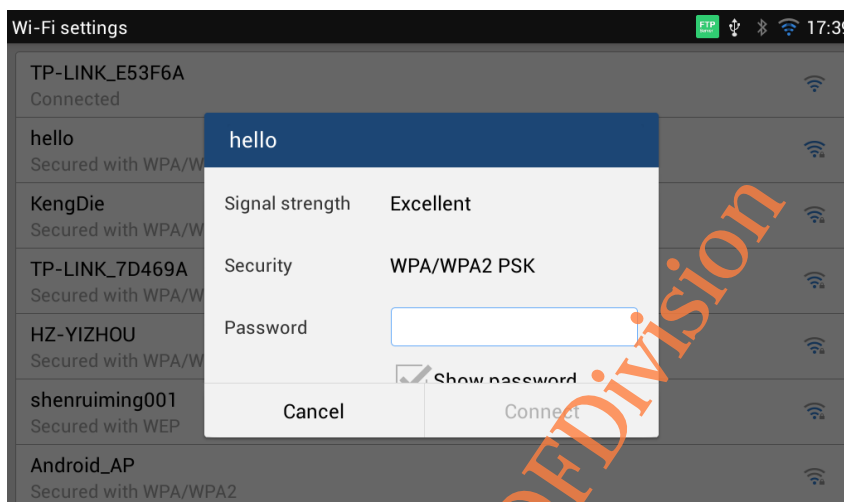 Wi-Fi settings
FTP
17:39
TP-LINK_E53F6A
Connected
hello
Secured with WPA/W
KengDie
Secured with WPA/W
TP-LINK_7D469A
Secured with WPA/W
HZ-YIZHOU
Secured with WPA/W
shenruiming001
Secured with WEP
Android_AP
Secured with WPA/WPA2
hello
Signal strength Excellent
Security WPA/WPA2 PSK
Password
Show password
Cancel Connect
FDivision